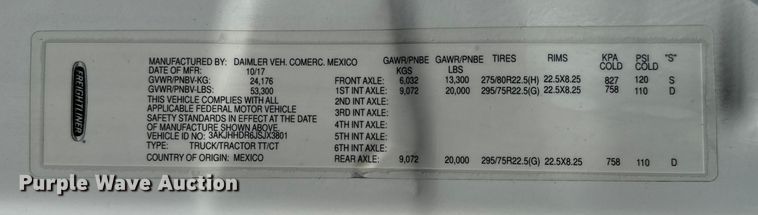 FREIGHTLINER
MANUFACTURED BY: DAIMLER VEH. COMERC. MEXICO GAWR/PNBE GAWR/PNBE TIRES RIMS KPA PSI "S"
DATE OF MFR: 10/17 KGS LBS COLD COLD
GVWR/PNBV-KG: 24,176 FRONT AXLE: 6,032 13,300 275/80R22.5(H) 22.5X8.25 827 120 S
GVWR/PNBV-LBS: 53,300 1ST INT AXLE: 9,072 20,000 295/75R22.5(G) 22.5X8.25 758 110 D
THIS VEHICLE COMPLIES WITH ALL 2ND INT AXLE:
APPLICABLE FEDERAL MOTOR VEHICLE 3RD INT AXLE:
SAFETY STANDARDS IN EFFECT AT THE DATE 4TH INT AXLE:
OF MANUFACTURE SHOWN ABOVE. 5TH INT AXLE:
VEHICLE ID NO: 3AKJHHDR6JSJX3801
TYPE: TRUCK/TRACTOR TT/CT 6TH INT AXLE:
COUNTRY OF ORIGIN: MEXICO REAR AXLE: 9,072 20,000 295/75R22.5(G) 22.5X8.25 758 110 D
Purple Wave Auction